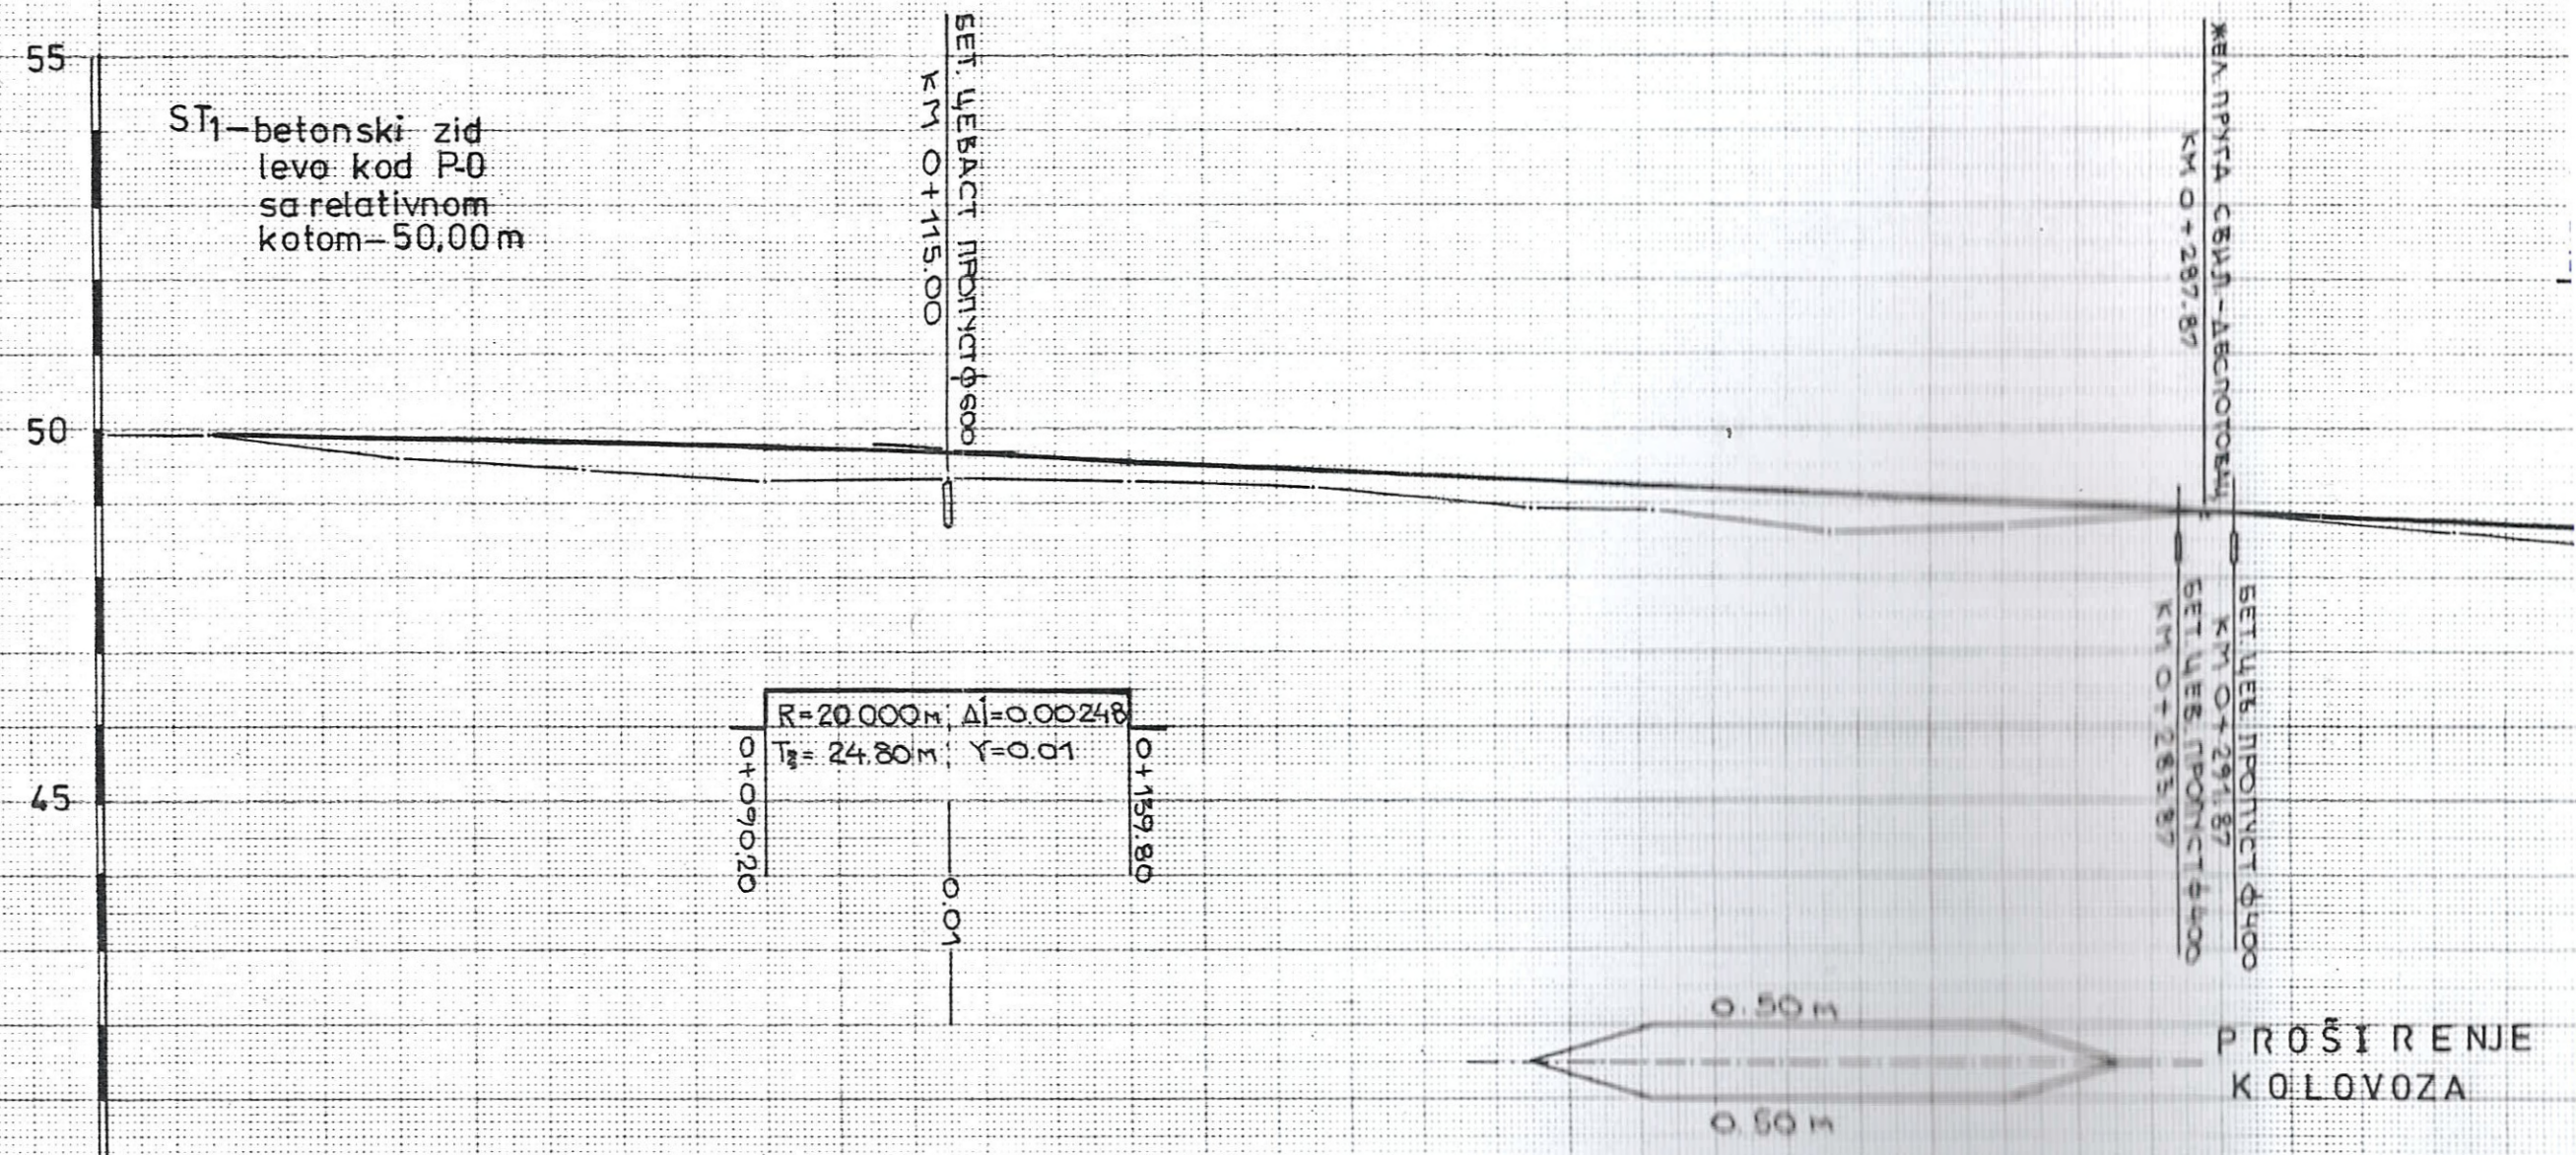 55
50
45
ST1-betonski zid
levo kod P-0
sa relativnom
kotom-50,00m
БЕТ. ЦЕВАСТ ПРОПУСТ ф600
КМ 0+115.00
ЖЕЛ. ПРУГА СВИЛ.-ДЕСПОТОВАЦ
КМ 0+287.87
R=20.000m; Δi=0.00248
Tz= 24.80m; Y=0.01
0+090.20
0+139.80
0.01
БЕТ. ЦЕВ. ПРОПУСТ ф400
КМ 0+283.87
БЕТ. ЦЕВ. ПРОПУСТ ф400
КМ 0+291.87
0.50 m
0.50 m
PROŠIRENJE
KOLOVOZA